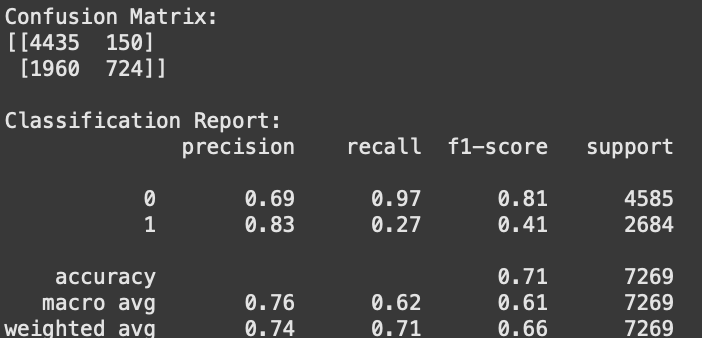 Confusion Matrix:
[[4435  150]
 [1960  724]]
Classification Report:
precision recall f1-score support
0 0.69 0.97 0.81 4585
1 0.83 0.27 0.41 2684
accuracy 0.71 7269
macro avg 0.76 0.62 0.61 7269
weighted avg 0.74 0.71 0.66 7269